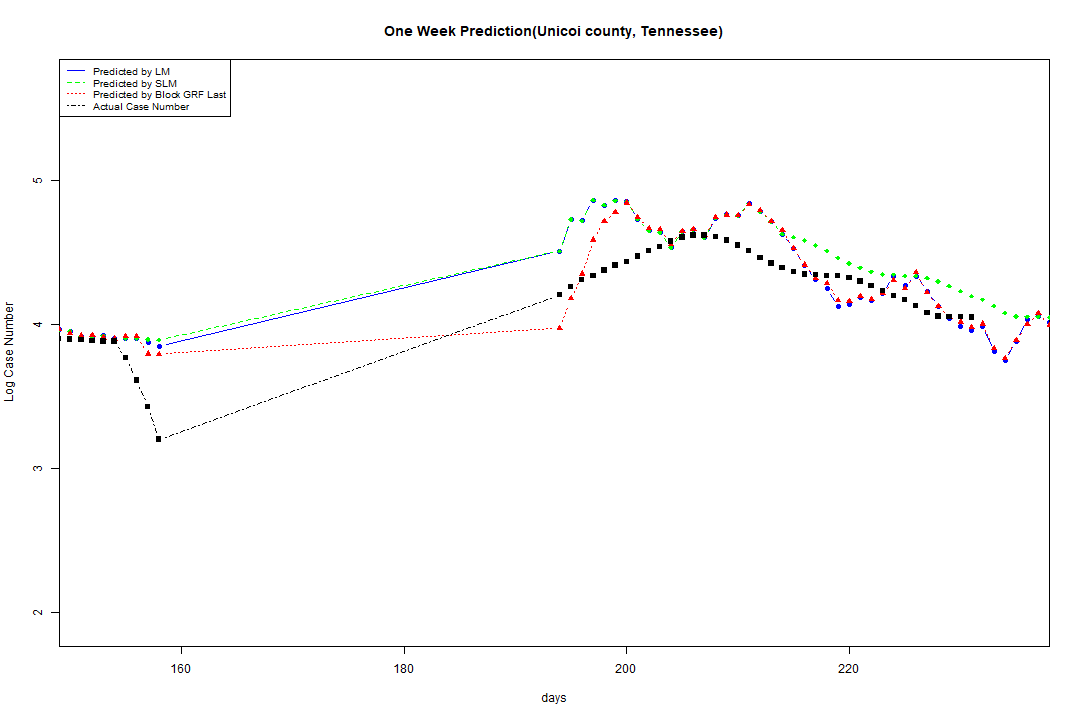 One Week Prediction(Unicoi county, Tennessee)
Predicted by LM
Predicted by SLM
Predicted by Block GRF Last
Actual Case Number
5
4
3
2
Log Case Number
160 180 200 220
days